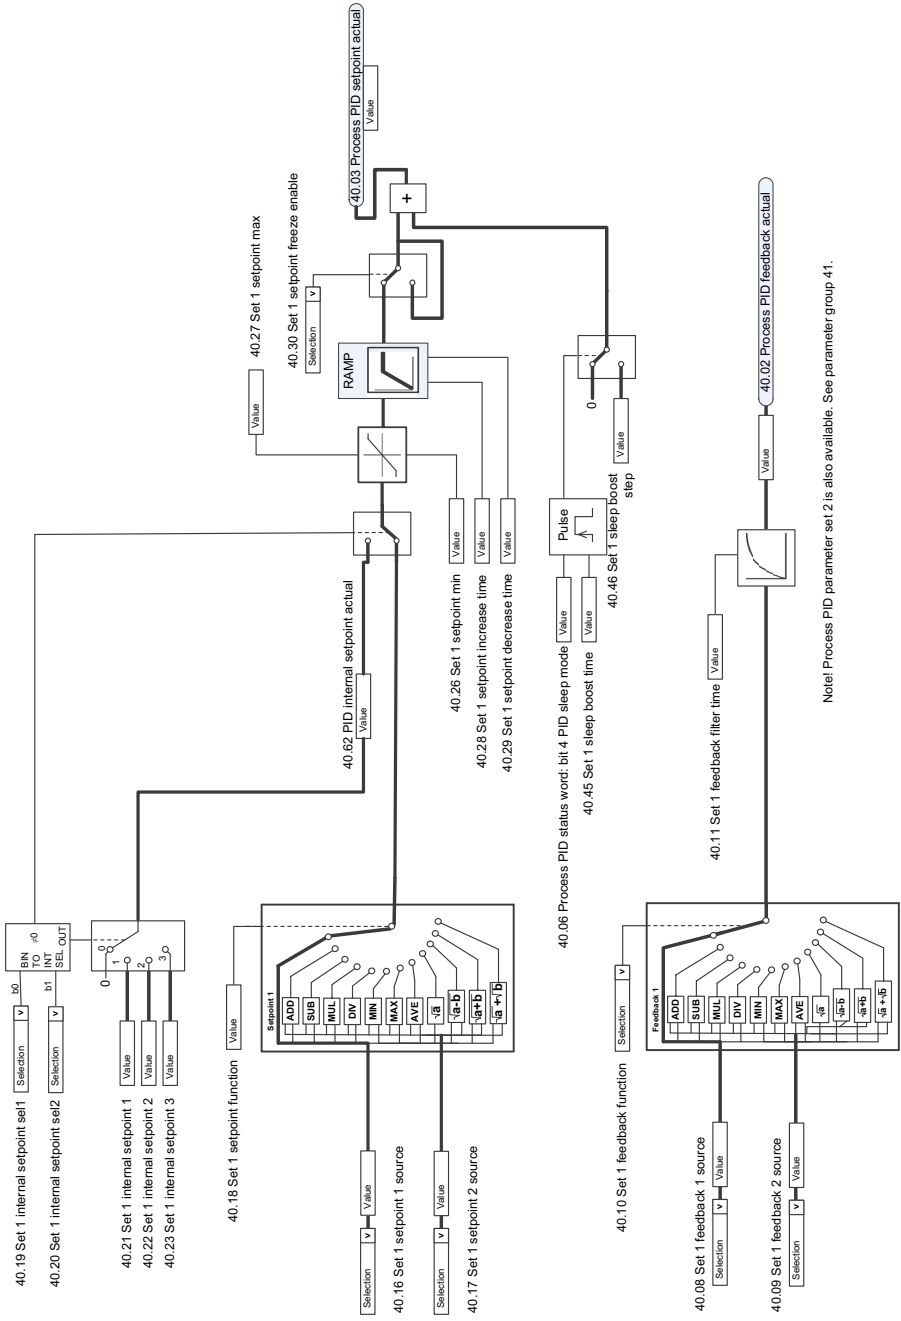 40.19 Set 1 internal setpoint sel1
Selection
v
b0
40.20 Set 1 internal setpoint sel2
Selection
v
b1
BIN
TO
INT
SEL
≠0
OUT
40.21 Set 1 internal setpoint 1
Value
40.22 Set 1 internal setpoint 2
Value
40.23 Set 1 internal setpoint 3
Value
0
0
1
2
3
40.62 PID internal setpoint actual
Value
40.18 Set 1 setpoint function
Value
Setpoint 1
ADD
SUB
MUL
DIV
MIN
MAX
AVE
√a
√a-b
√a+b
√a+√b
Selection
v
Value
40.16 Set 1 setpoint 1 source
Selection
v
Value
40.17 Set 1 setpoint 2 source
40.27 Set 1 setpoint max
Value
40.26 Set 1 setpoint min
Value
40.28 Set 1 setpoint increase time
Value
40.29 Set 1 setpoint decrease time
Value
RAMP
40.30 Set 1 setpoint freeze enable
Selection
v
+
40.03 Process PID setpoint actual
Value
40.06 Process PID status word: bit 4 PID sleep mode
Value
40.45 Set 1 sleep boost time
Value
Pulse
0
Value
40.46 Set 1 sleep boost
step
40.10 Set 1 feedback function
Selection
v
Feedback 1
ADD
SUB
MUL
DIV
MIN
MAX
AVE
√a
√a-b
√a+b
√a+√b
40.08 Set 1 feedback 1 source
Selection
v
Value
40.09 Set 1 feedback 2 source
Selection
v
Value
40.11 Set 1 feedback filter time
Value
Value
40.02 Process PID feedback actual
Note! Process PID parameter set 2 is also available. See parameter group 41.